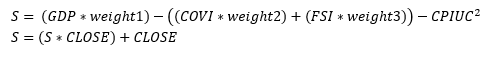 S = (GDP * weight1) − ((COVI * weight2) + (FSI * weight3)) − CPIUC²
S = (S * CLOSE) + CLOSE